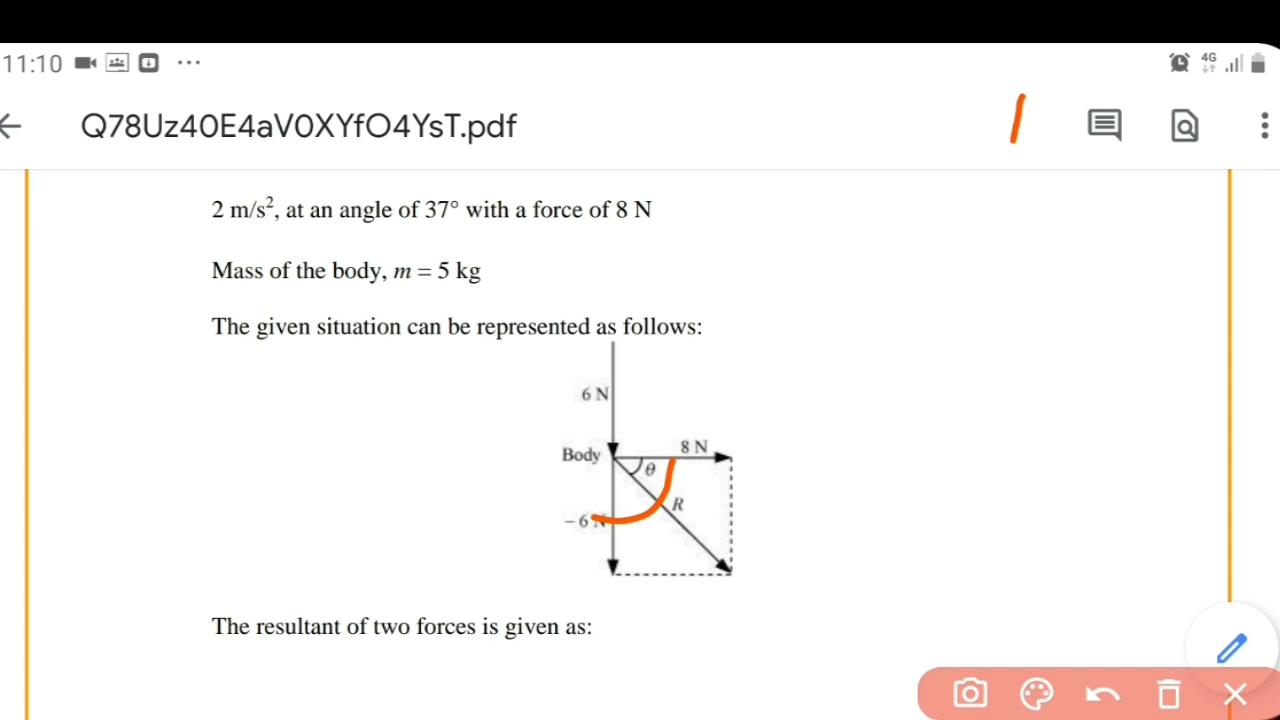 11:10
4G
Q78Uz40E4aV0XYfO4YsT.pdf
2 m/s², at an angle of 37° with a force of 8 N
Mass of the body, m = 5 kg
The given situation can be represented as follows:
6 N
Body
8 N
θ
R
– 6 N
The resultant of two forces is given as: